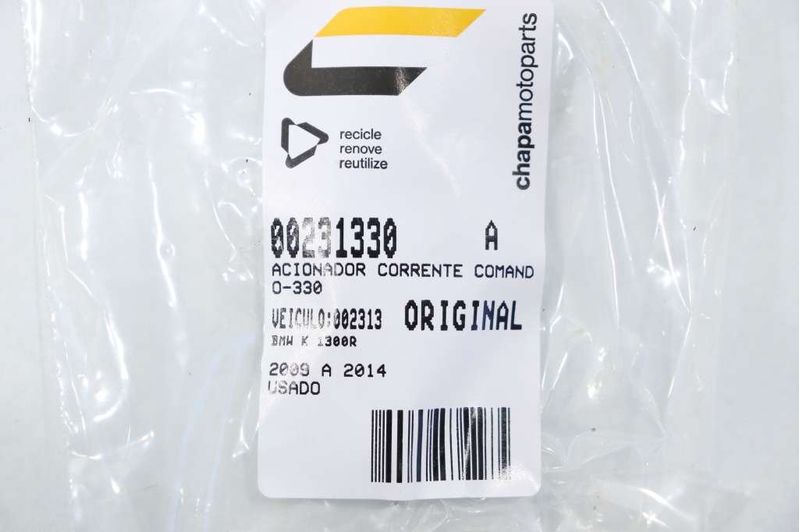 chapamotoparts
recicle
renove
reutilize
00231330 A
ACIONADOR CORRENTE COMAND
O-330
VEICULO:002313 ORIGINAL
BMW K 1300R
2009 A 2014
USADO